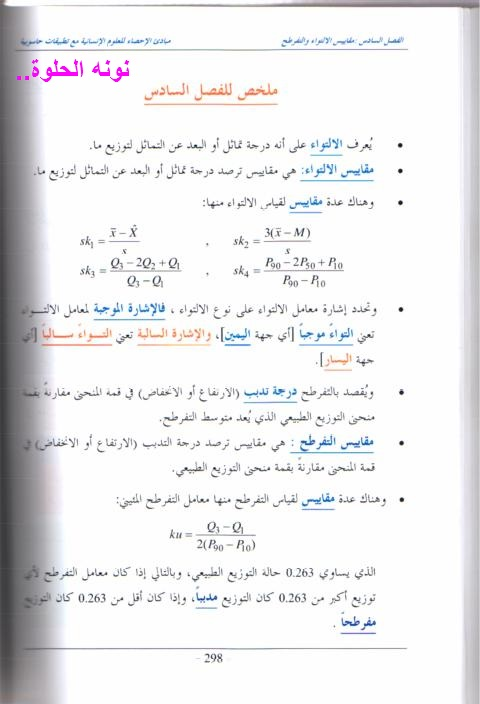 الفصل السادس :مقاييس الالتواء والتفرطح
مبادئ الإحصاء للعلوم الإنسانية مع تطبيقات حاسوبية
نونه الحلوة..
ملخص للفصل السادس
• يُعرف الالتواء على أنه درجة تماثل أو البعد عن التماثل لتوزيع ما.
• مقاييس الالتواء: هي مقاييس ترصد درجة تماثل أو البعد عن التماثل لتوزيع ما.
• وهناك عدة مقاييس لقياس الالتواء منها:
sk₁ = (x̄ − X̂) / s , sk₂ = 3(x̄ − M) / s
sk₃ = (Q₃ − 2Q₂ + Q₁) / (Q₃ − Q₁) , sk₄ = (P₉₀ − 2P₅₀ + P₁₀) / (P₉₀ − P₁₀)
• وتحدد إشارة معامل الالتواء على نوع الالتواء ، فالإشارة الموجبة لمعامل الالتواء
تعني التواءً موجباً [أي جهة اليمين]، والإشارة السالبة تعني التواءً سالباً [أي
جهة اليسار].
• ويُقصد بالتفرطح درجة تدبب (الارتفاع أو الانخفاض) في قمة المنحنى مقارنةً بقمة
منحنى التوزيع الطبيعي الذي يُعد متوسط التفرطح.
• مقاييس التفرطح : هي مقاييس ترصد درجة التدبب (الارتفاع أو الانخفاض) في
قمة المنحنى مقارنةً بقمة منحنى التوزيع الطبيعي.
• وهناك عدة مقاييس لقياس التفرطح منها معامل التفرطح المئيني:
ku = (Q₃ − Q₁) / 2(P₉₀ − P₁₀)
الذي يساوي 0.263 حالة التوزيع الطبيعي، وبالتالي إذا كان معامل التفرطح لأي
توزيع أكبر من 0.263 كان التوزيع مدبباً، وإذا كان أقل من 0.263 كان التوزيع
مفرطحاً .
- 298 -